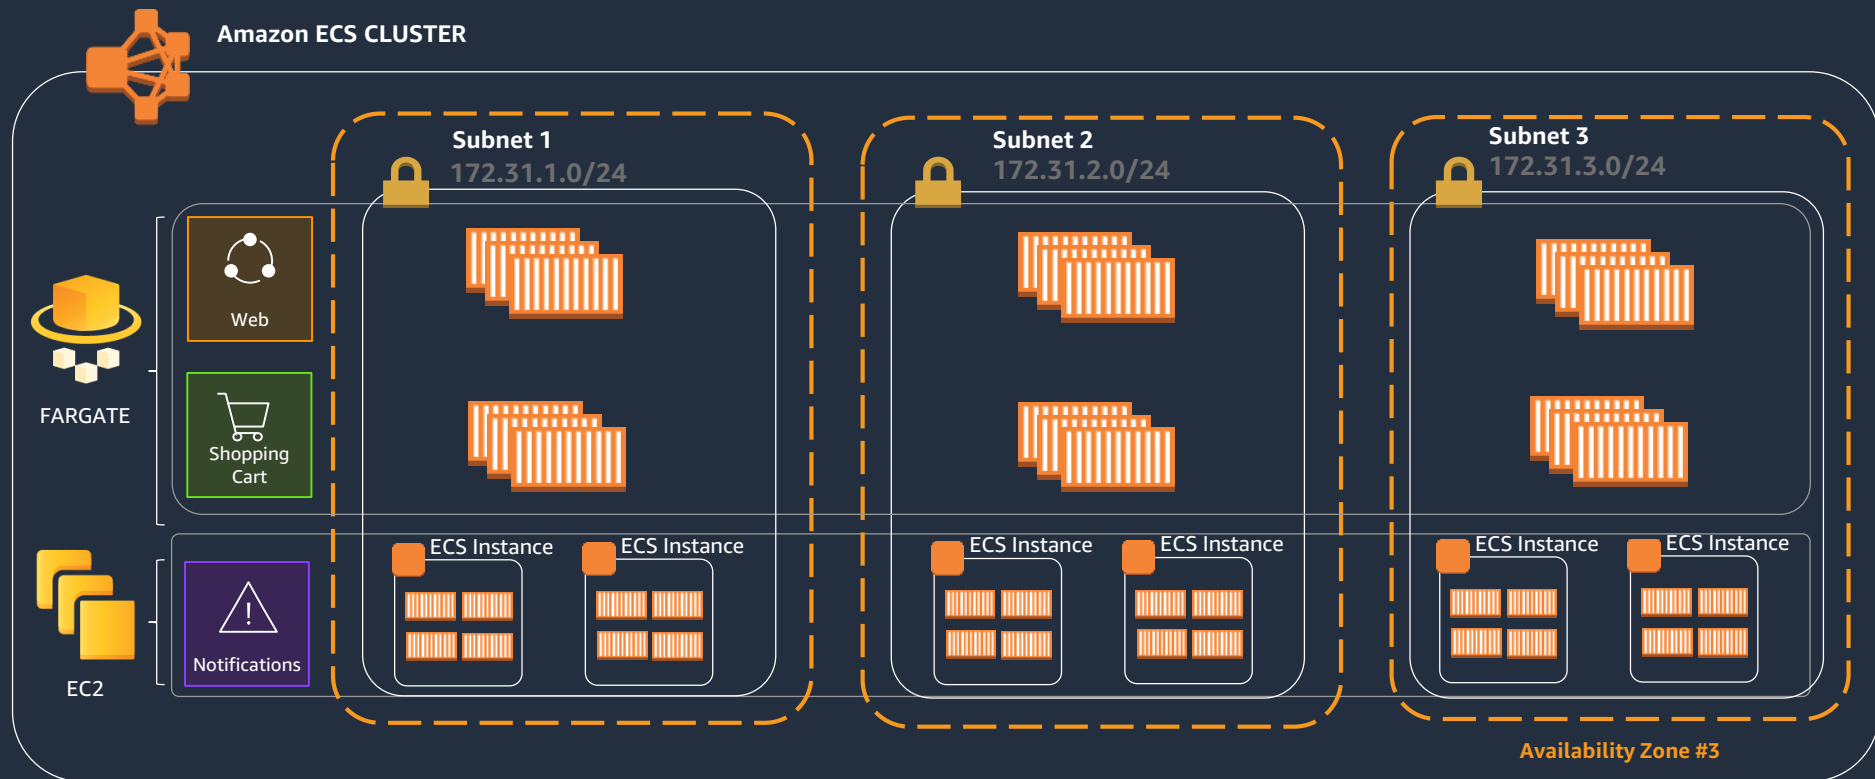 Amazon ECS CLUSTER
Subnet 1
172.31.1.0/24
Subnet 2
172.31.2.0/24
Subnet 3
172.31.3.0/24
Web
FARGATE
Shopping
Cart
ECS Instance
ECS Instance
ECS Instance
ECS Instance
ECS Instance
ECS Instance
!
Notifications
EC2
Availability Zone #3